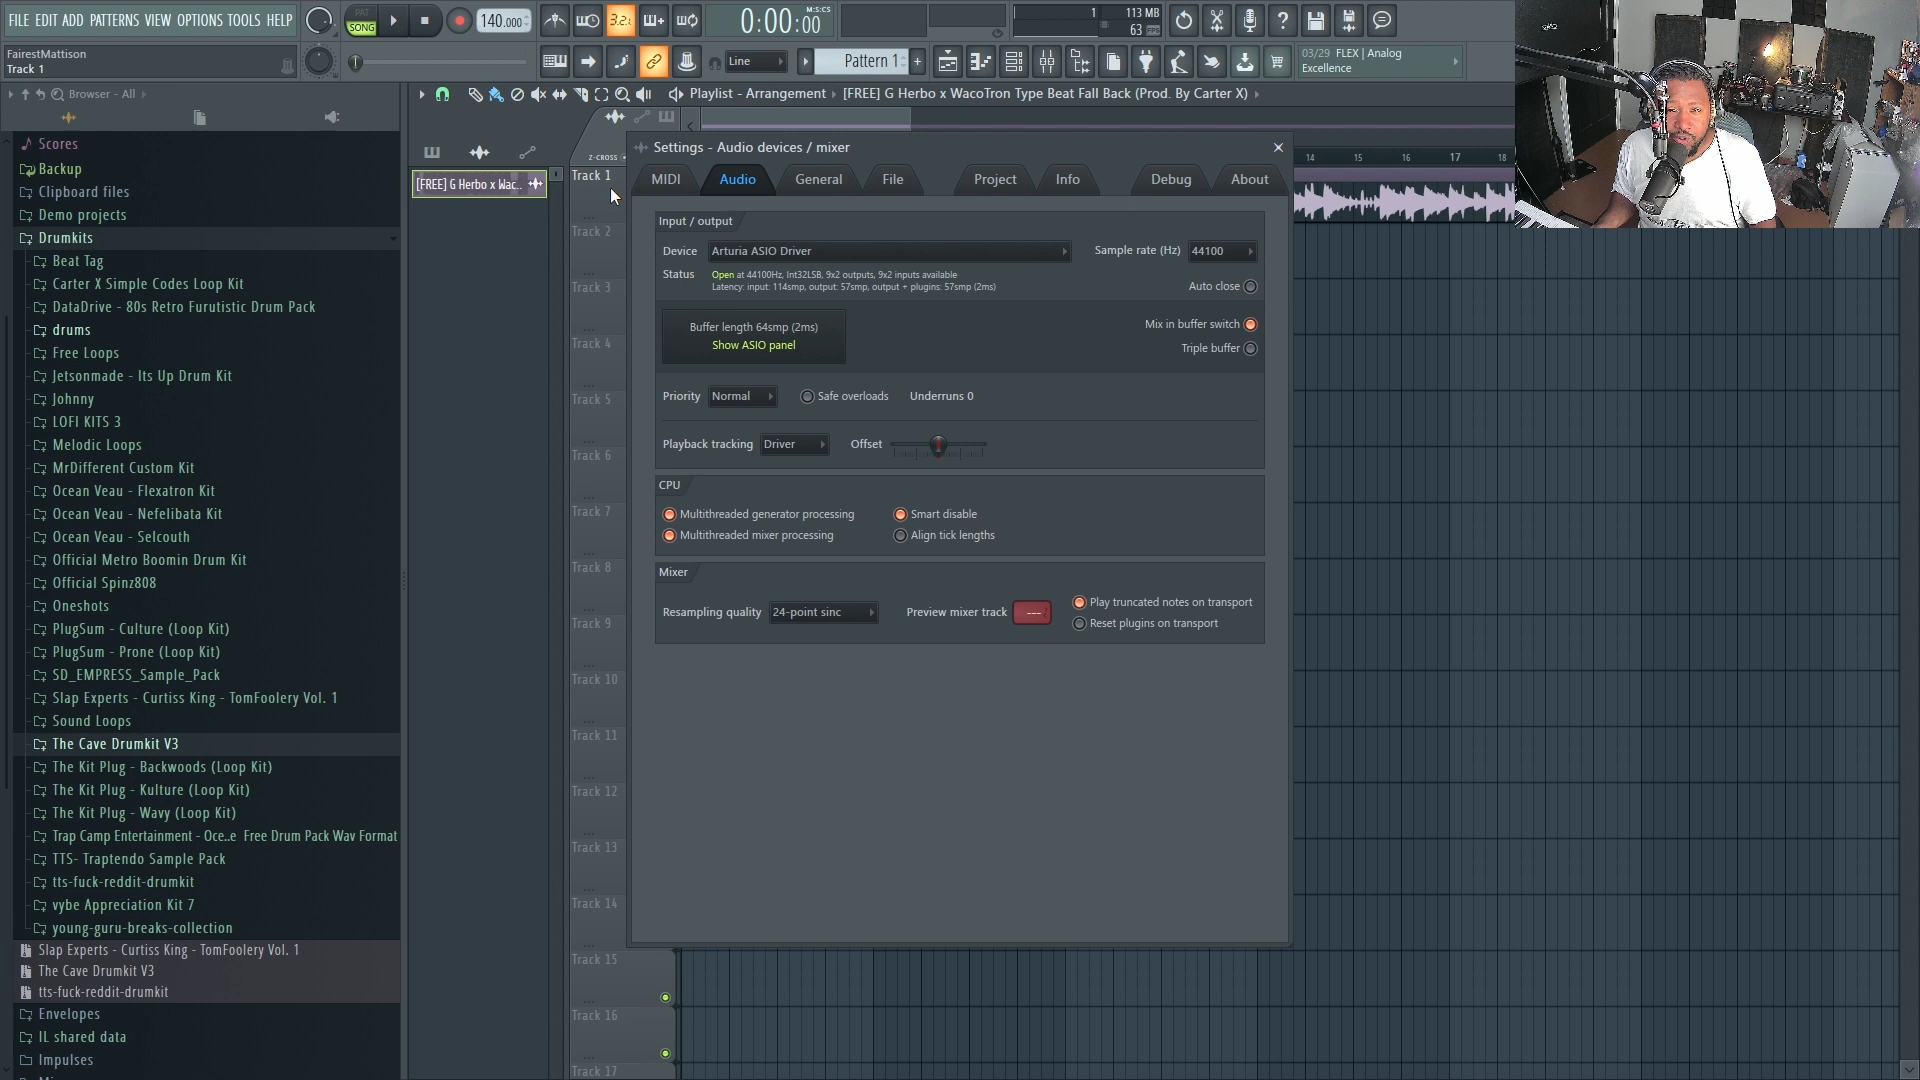 FILE EDIT ADD PATTERNS VIEW OPTIONS TOOLS HELP
PAT
SONG
140.000
3.2:
0:00:00
M:S:CS
1
113 MB
63
FairestMattison
Track 1
Line
Pattern 1
03/29 FLEX | Analog
Excellence
Browser - All
Playlist - Arrangement
[FREE] G Herbo x WacoTron Type Beat Fall Back (Prod. By Carter X)
Scores
Backup
Clipboard files
Demo projects
Drumkits
Beat Tag
Carter X Simple Codes Loop Kit
DataDrive - 80s Retro Furutistic Drum Pack
drums
Free Loops
Jetsonmade - Its Up Drum Kit
Johnny
LOFI KITS 3
Melodic Loops
MrDifferent Custom Kit
Ocean Veau - Flexatron Kit
Ocean Veau - Nefelibata Kit
Ocean Veau - Selcouth
Official Metro Boomin Drum Kit
Official Spinz808
Oneshots
PlugSum - Culture (Loop Kit)
PlugSum - Prone (Loop Kit)
SD_EMPRESS_Sample_Pack
Slap Experts - Curtiss King - TomFoolery Vol. 1
Sound Loops
The Cave Drumkit V3
The Kit Plug - Backwoods (Loop Kit)
The Kit Plug - Kulture (Loop Kit)
The Kit Plug - Wavy (Loop Kit)
Trap Camp Entertainment - Oce..e Free Drum Pack Wav Format
TTS- Traptendo Sample Pack
tts-fuck-reddit-drumkit
vybe Appreciation Kit 7
young-guru-breaks-collection
Slap Experts - Curtiss King - TomFoolery Vol. 1
The Cave Drumkit V3
tts-fuck-reddit-drumkit
Envelopes
IL shared data
Impulses
[FREE] G Herbo x Wac..
Z-CROSS
Track 1
Track 2
Track 3
Track 4
Track 5
Track 6
Track 7
Track 8
Track 9
Track 10
Track 11
Track 12
Track 13
Track 14
Track 15
Track 16
Track 17
14 15 16 17 18
Settings - Audio devices / mixer
MIDI Audio General File Project Info Debug About
Input / output
Device Arturia ASIO Driver Sample rate (Hz) 44100
Status Open at 44100Hz, Int32LSB, 9x2 outputs, 9x2 inputs available
Latency: input: 114smp, output: 57smp, output + plugins: 57smp (2ms)
Auto close
Buffer length 64smp (2ms)
Show ASIO panel
Mix in buffer switch
Triple buffer
Priority Normal Safe overloads Underruns 0
Playback tracking Driver Offset
CPU
Multithreaded generator processing Smart disable
Multithreaded mixer processing Align tick lengths
Mixer
Resampling quality 24-point sinc Preview mixer track ---
Play truncated notes on transport
Reset plugins on transport